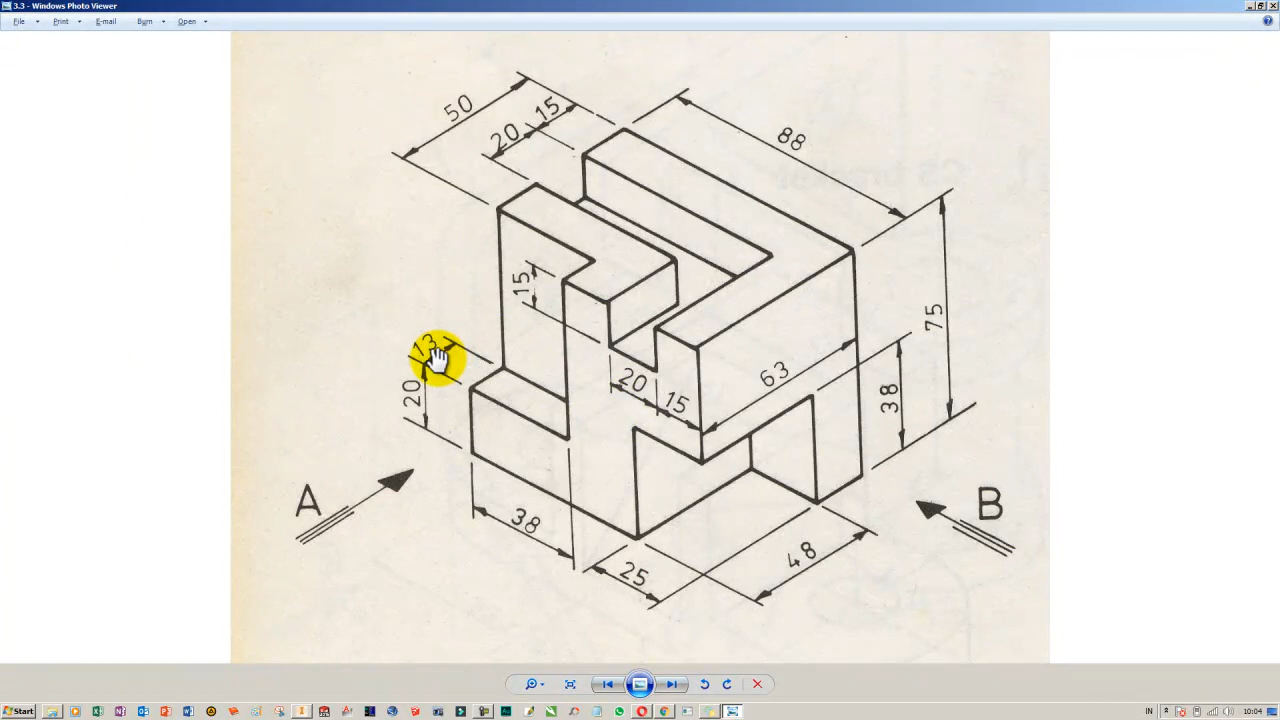 3.3 - Windows Photo Viewer
File Print E-mail Burn Open
50
15
20
88
15
75
13
20
63
38
20
15
A
B
38
25
48
Start
IN
10:04